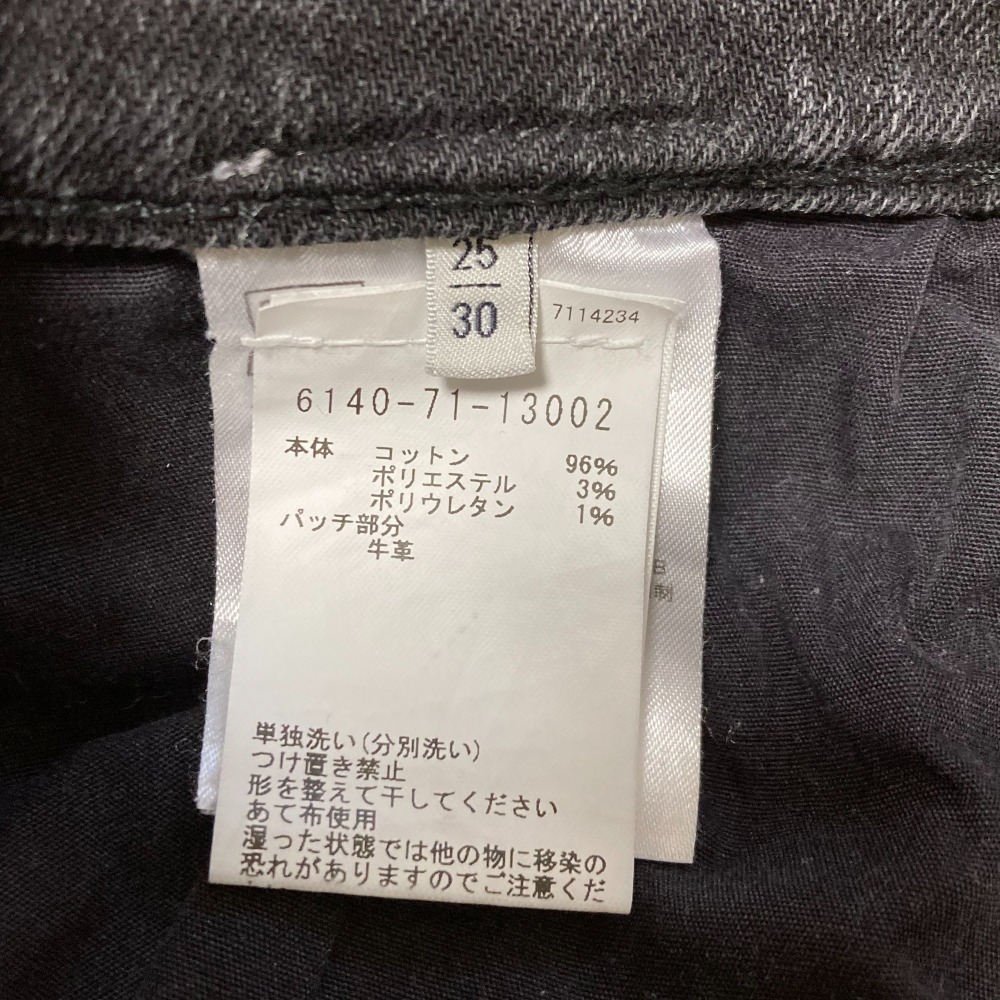 25
30
7114234
6140-71-13002
本体 コットン 96%
ポリエステル 3%
ポリウレタン 1%
パッチ部分
牛革
B
制
単独洗い(分別洗い)
つけ置き禁止
形を整えて干してください
あて布使用
湿った状態では他の物に移染の
恐れがありますのでご注意くだ